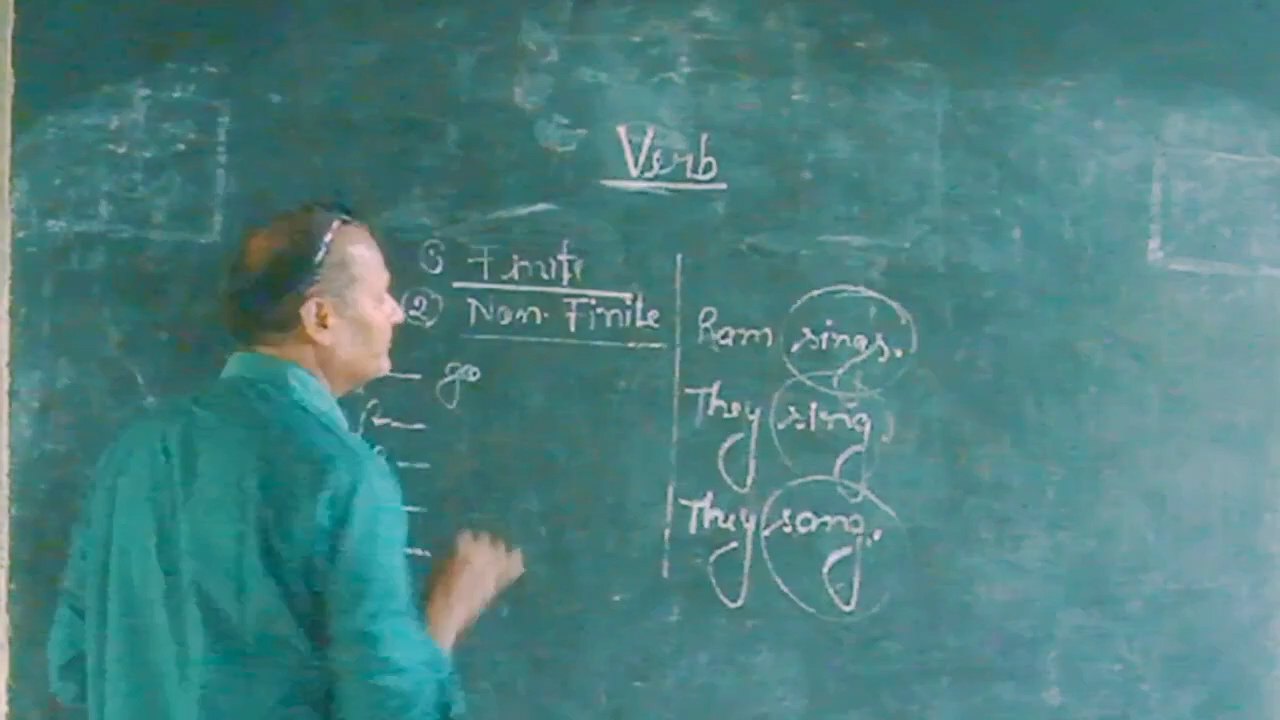 Verb
① Finite
② Non-Finite
— go
Ram sings.
They sing.
They sang.